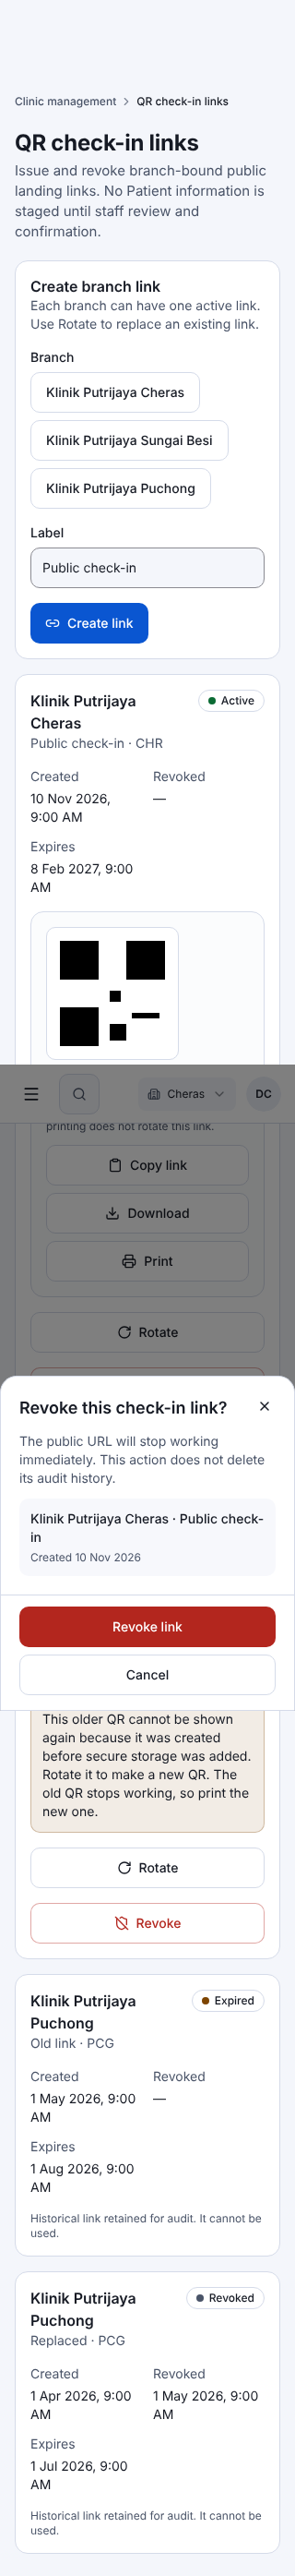 Clinic management > QR check-in links
QR check-in links
Issue and revoke branch-bound public
landing links. No Patient information is
staged until staff review and
confirmation.
Create branch link
Each branch can have one active link.
Use Rotate to replace an existing link.
Branch
Klinik Putrijaya Cheras
Klinik Putrijaya Sungai Besi
Klinik Putrijaya Puchong
Label
Public check-in
Create link
Klinik Putrijaya
Cheras
Active
Public check-in · CHR
Created
Revoked
10 Nov 2026,
9:00 AM
—
Expires
8 Feb 2027, 9:00
AM
Cheras
DC
printing does not rotate this link.
Copy link
Download
Print
Rotate
Revoke this check-in link?
The public URL will stop working
immediately. This action does not delete
its audit history.
Klinik Putrijaya Cheras · Public check-
in
Created 10 Nov 2026
Revoke link
Cancel
This older QR cannot be shown
again because it was created
before secure storage was added.
Rotate it to make a new QR. The
old QR stops working, so print the
new one.
Rotate
Revoke
Klinik Putrijaya
Puchong
Expired
Old link · PCG
Created
Revoked
1 May 2026, 9:00
AM
—
Expires
1 Aug 2026, 9:00
AM
Historical link retained for audit. It cannot be
used.
Klinik Putrijaya
Puchong
Revoked
Replaced · PCG
Created
Revoked
1 Apr 2026, 9:00
AM
1 May 2026, 9:00
AM
Expires
1 Jul 2026, 9:00
AM
Historical link retained for audit. It cannot be
used.